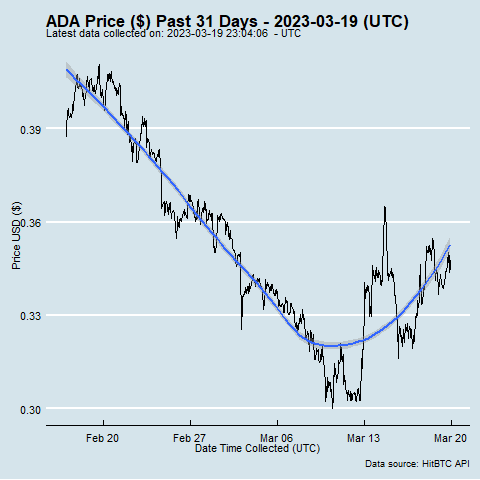 ADA Price ($) Past 31 Days - 2023-03-19 (UTC)
Latest data collected on: 2023-03-19 23:04:06 - UTC
Price USD ($)
0.39
0.36
0.33
0.30
Feb 20 Feb 27 Mar 06 Mar 13 Mar 20
Date Time Collected (UTC)
Data source: HitBTC API